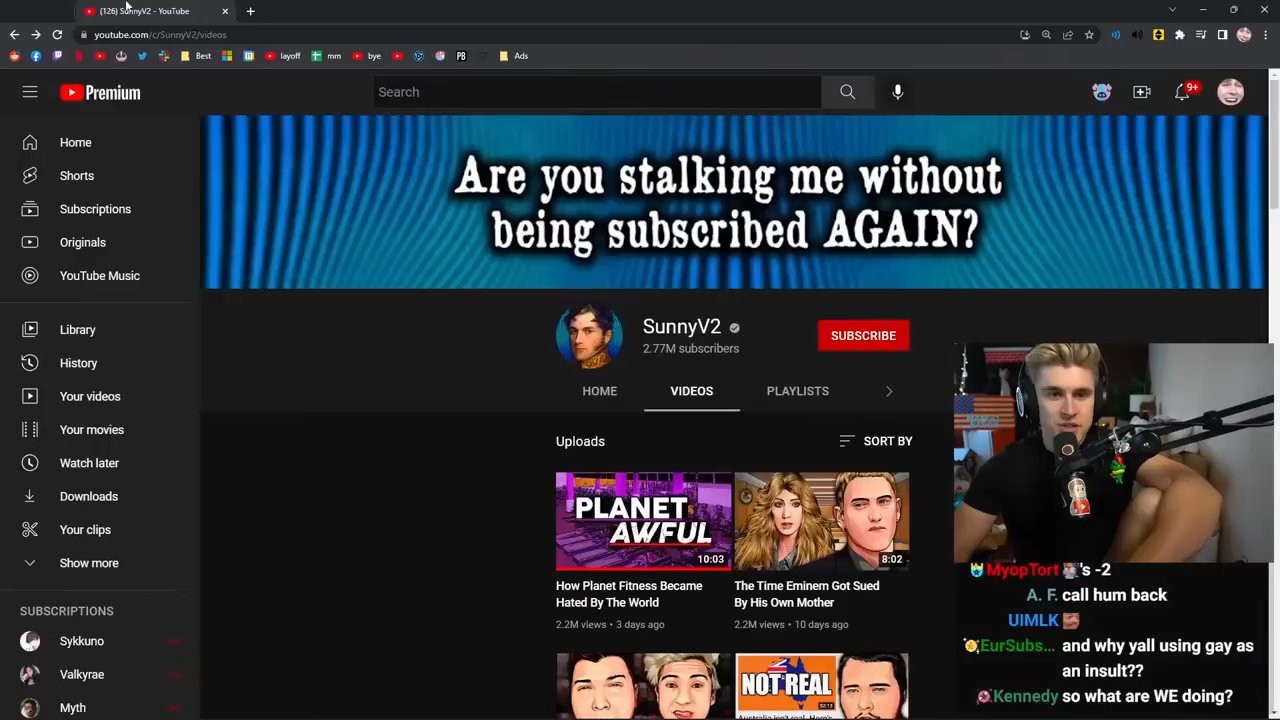 (126) SunnyV2 - YouTube
youtube.com/c/SunnyV2/videos
Best
layoff
mm
bye
PB
Ads
Premium
Search
9+
Home
Shorts
Subscriptions
Originals
YouTube Music
Library
History
Your videos
Your movies
Watch later
Downloads
Your clips
Show more
SUBSCRIPTIONS
Sykkuno
Valkyrae
Myth
Are you stalking me without
being subscribed AGAIN?
SunnyV2
2.77M subscribers
SUBSCRIBE
HOME
VIDEOS
PLAYLISTS
Uploads
SORT BY
PLANET
AWFUL
10:03
8:02
How Planet Fitness Became
Hated By The World
2.2M views • 3 days ago
The Time Eminem Got Sued
By His Own Mother
2.2M views • 10 days ago
NOT REAL
Australia isn't real. Here's
MyopTort 's -2
A. F. call hum back
UIMLK
EurSubs... and why yall using gay as
an insult??
Kennedy so what are WE doing?